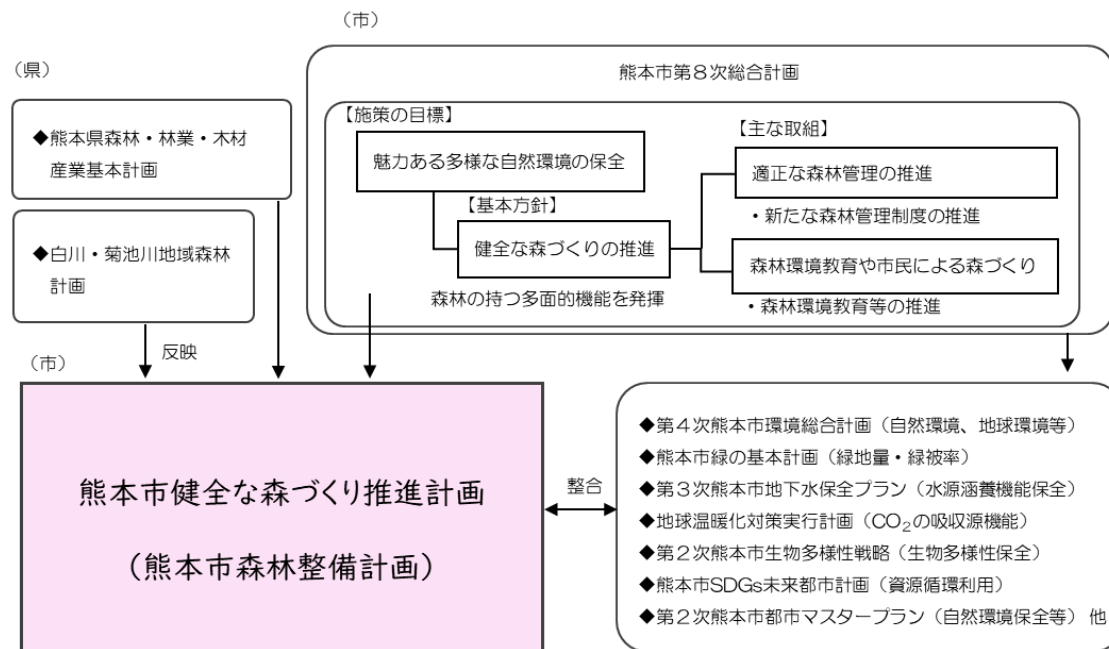 （市）
熊本市第８次総合計画
（県）
◆熊本県森林・林業・木材
産業基本計画
◆白川・菊池川地域森林
計画
【施策の目標】
魅力ある多様な自然環境の保全
【基本方針】
健全な森づくりの推進
森林の持つ多面的機能を発揮
【主な取組】
適正な森林管理の推進
・新たな森林管理制度の推進
森林環境教育や市民による森づくり
・森林環境教育等の推進
反映
（市）
熊本市健全な森づくり推進計画
（熊本市森林整備計画）
整合
◆第４次熊本市環境総合計画（自然環境、地球環境等）
◆熊本市緑の基本計画（緑地量・緑被率）
◆第３次熊本市地下水保全プラン（水源涵養機能保全）
◆地球温暖化対策実行計画（CO₂の吸収源機能）
◆第２次熊本市生物多様性戦略（生物多様性保全）
◆熊本市SDGs未来都市計画（資源循環利用）
◆第２次熊本市都市マスタープラン（自然環境保全等）他